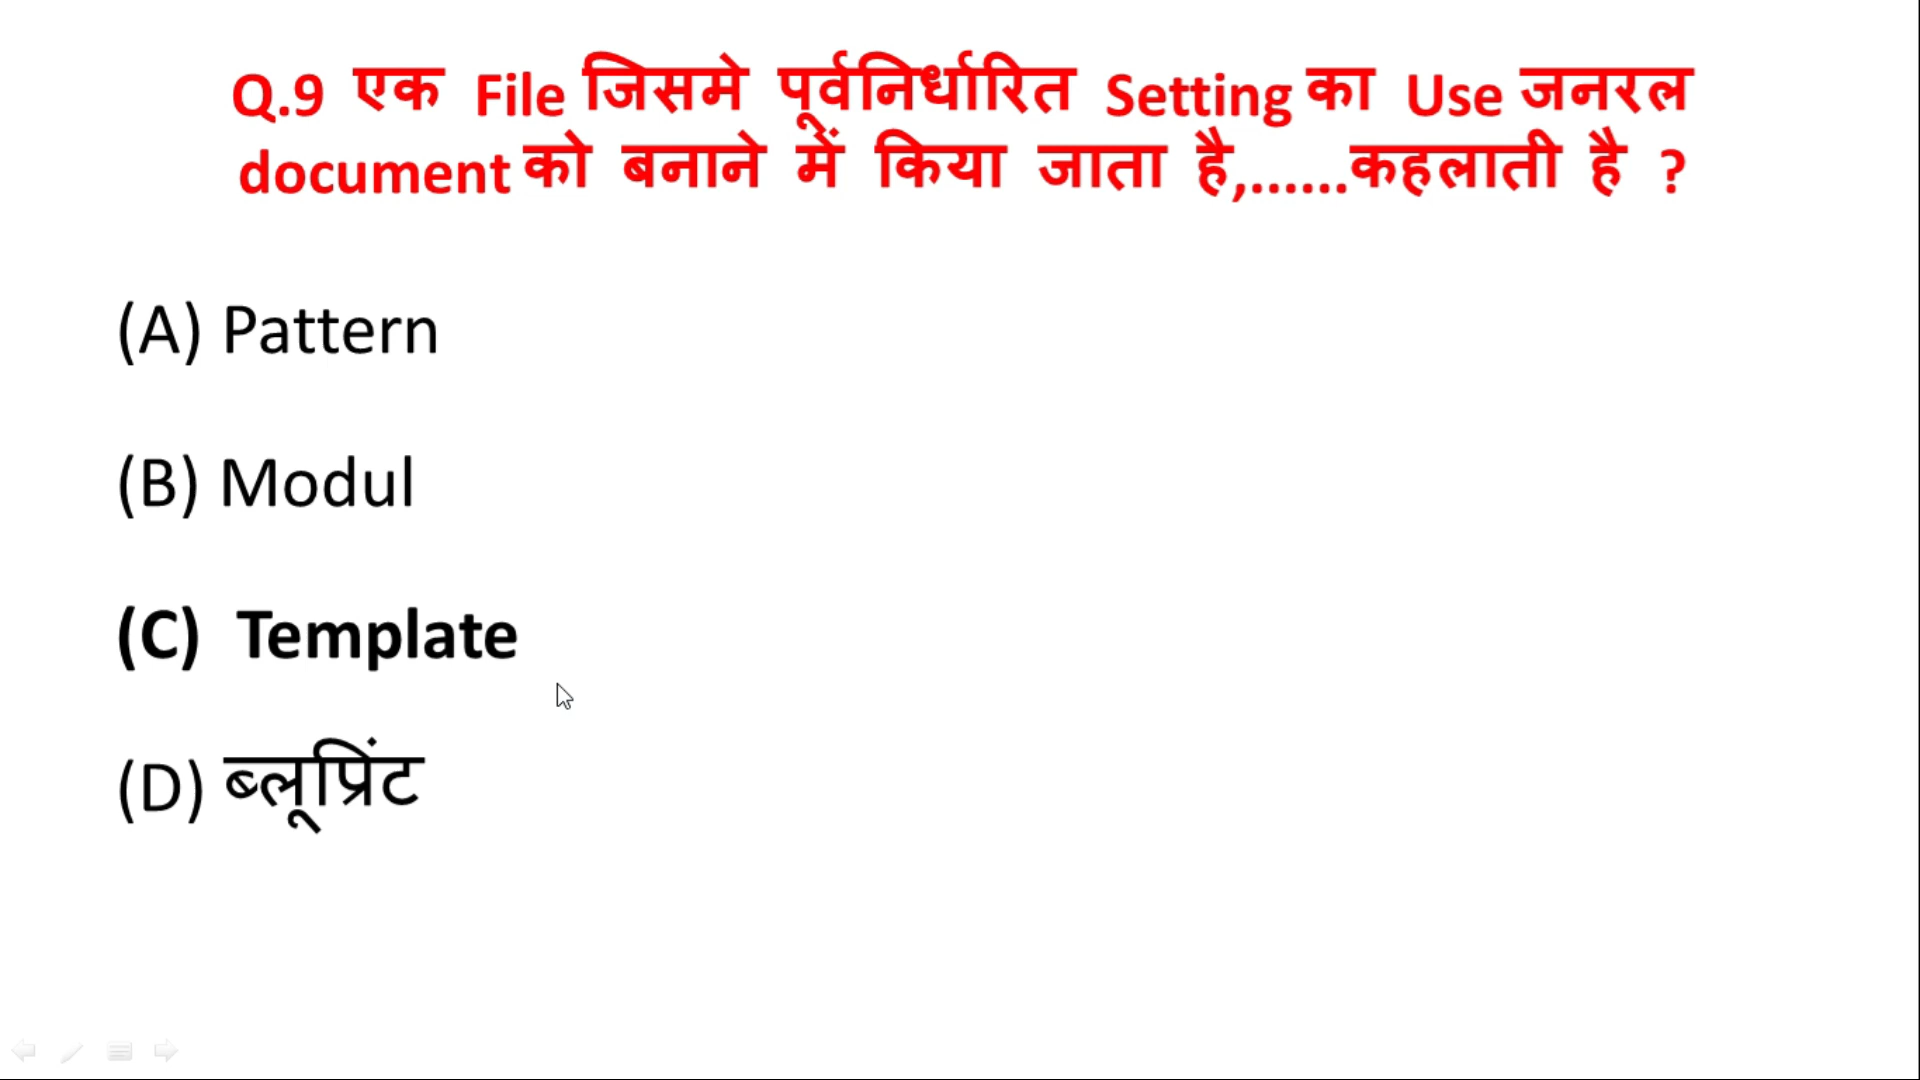 Q.9 एक File जिसमे पूर्वनिर्धारित Setting का Use जनरल
document को बनाने में किया जाता है,......कहलाती है ?
(A) Pattern
(B) Modul
(C) Template
(D) ब्लूप्रिंट